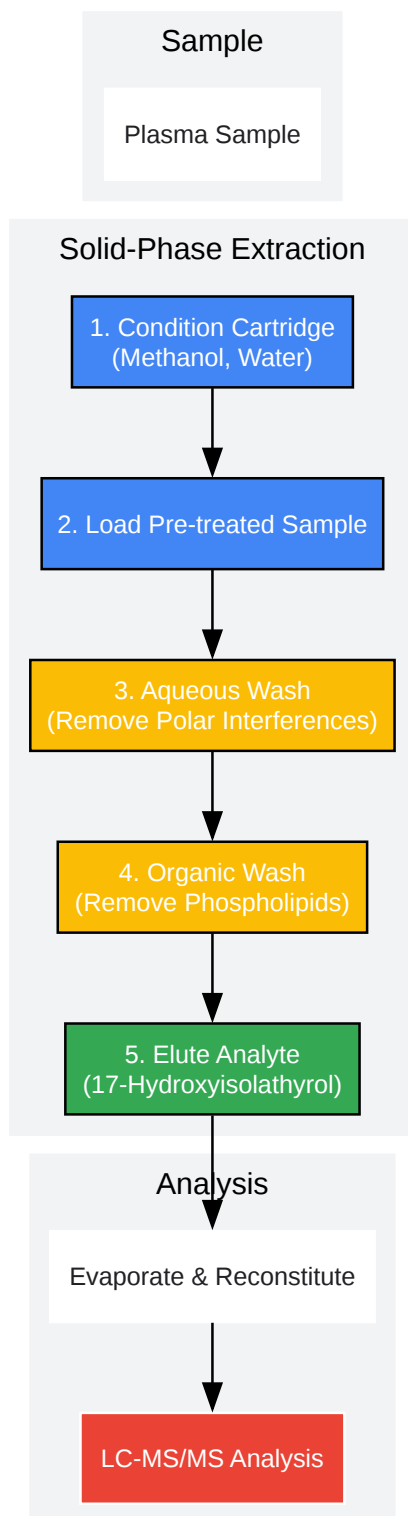 Sample
Plasma Sample
Solid-Phase Extraction
1. Condition Cartridge
(Methanol, Water)
2. Load Pre-treated Sample
3. Aqueous Wash
(Remove Polar Interferences)
4. Organic Wash
(Remove Phospholipids)
5. Elute Analyte
(17-Hydroxyisolathyrol)
Analysis
Evaporate & Reconstitute
LC-MS/MS Analysis